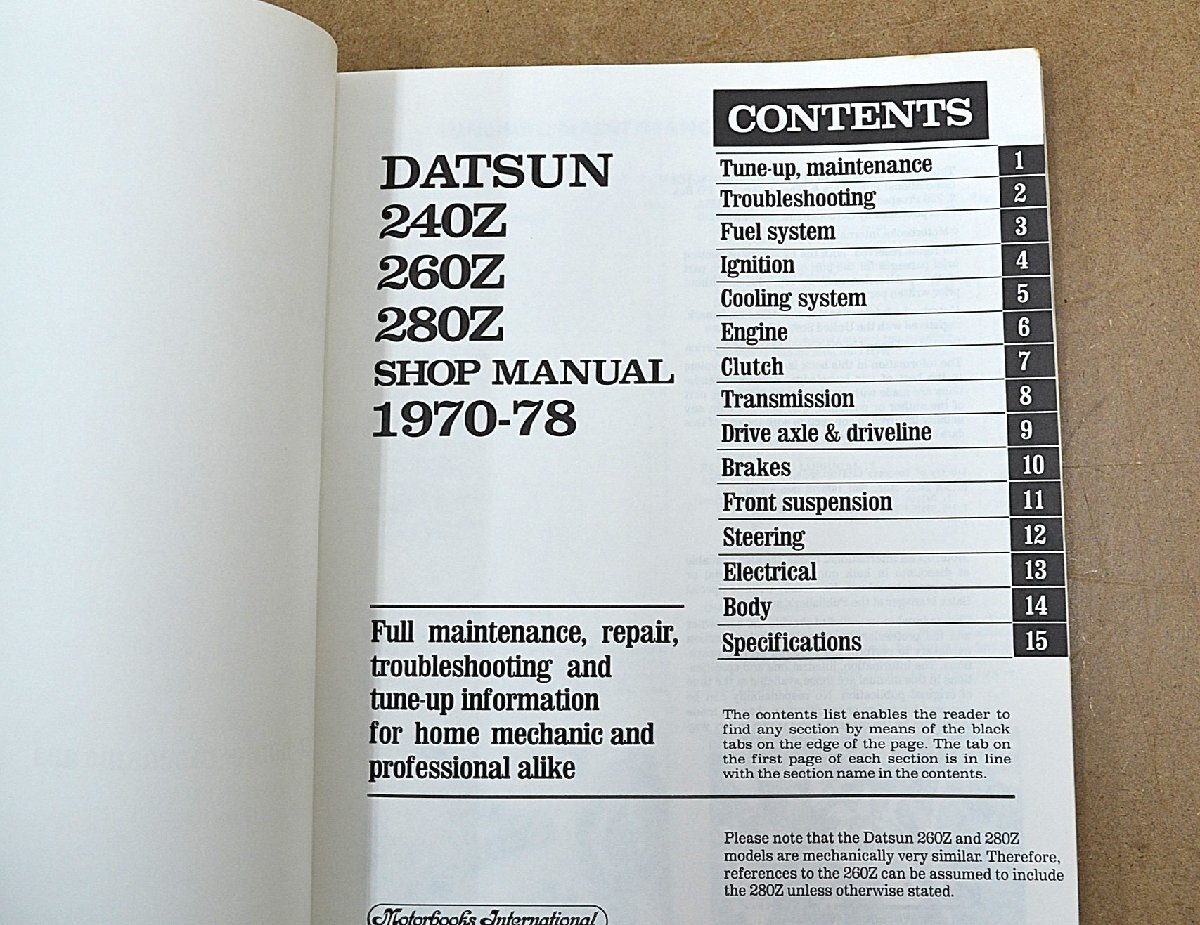 DATSUN
240Z
260Z
280Z
SHOP MANUAL
1970-78
Full maintenance, repair,
troubleshooting and
tune-up information
for home mechanic and
professional alike
Motorbooks International
CONTENTS
Tune-up, maintenance 1
Troubleshooting 2
Fuel system 3
Ignition 4
Cooling system 5
Engine 6
Clutch 7
Transmission 8
Drive axle & driveline 9
Brakes 10
Front suspension 11
Steering 12
Electrical 13
Body 14
Specifications 15
The contents list enables the reader to
find any section by means of the black
tabs on the edge of the page. The tab on
the first page of each section is in line
with the section name in the contents.
Please note that the Datsun 260Z and 280Z
models are mechanically very similar. Therefore,
references to the 260Z can be assumed to include
the 280Z unless otherwise stated.